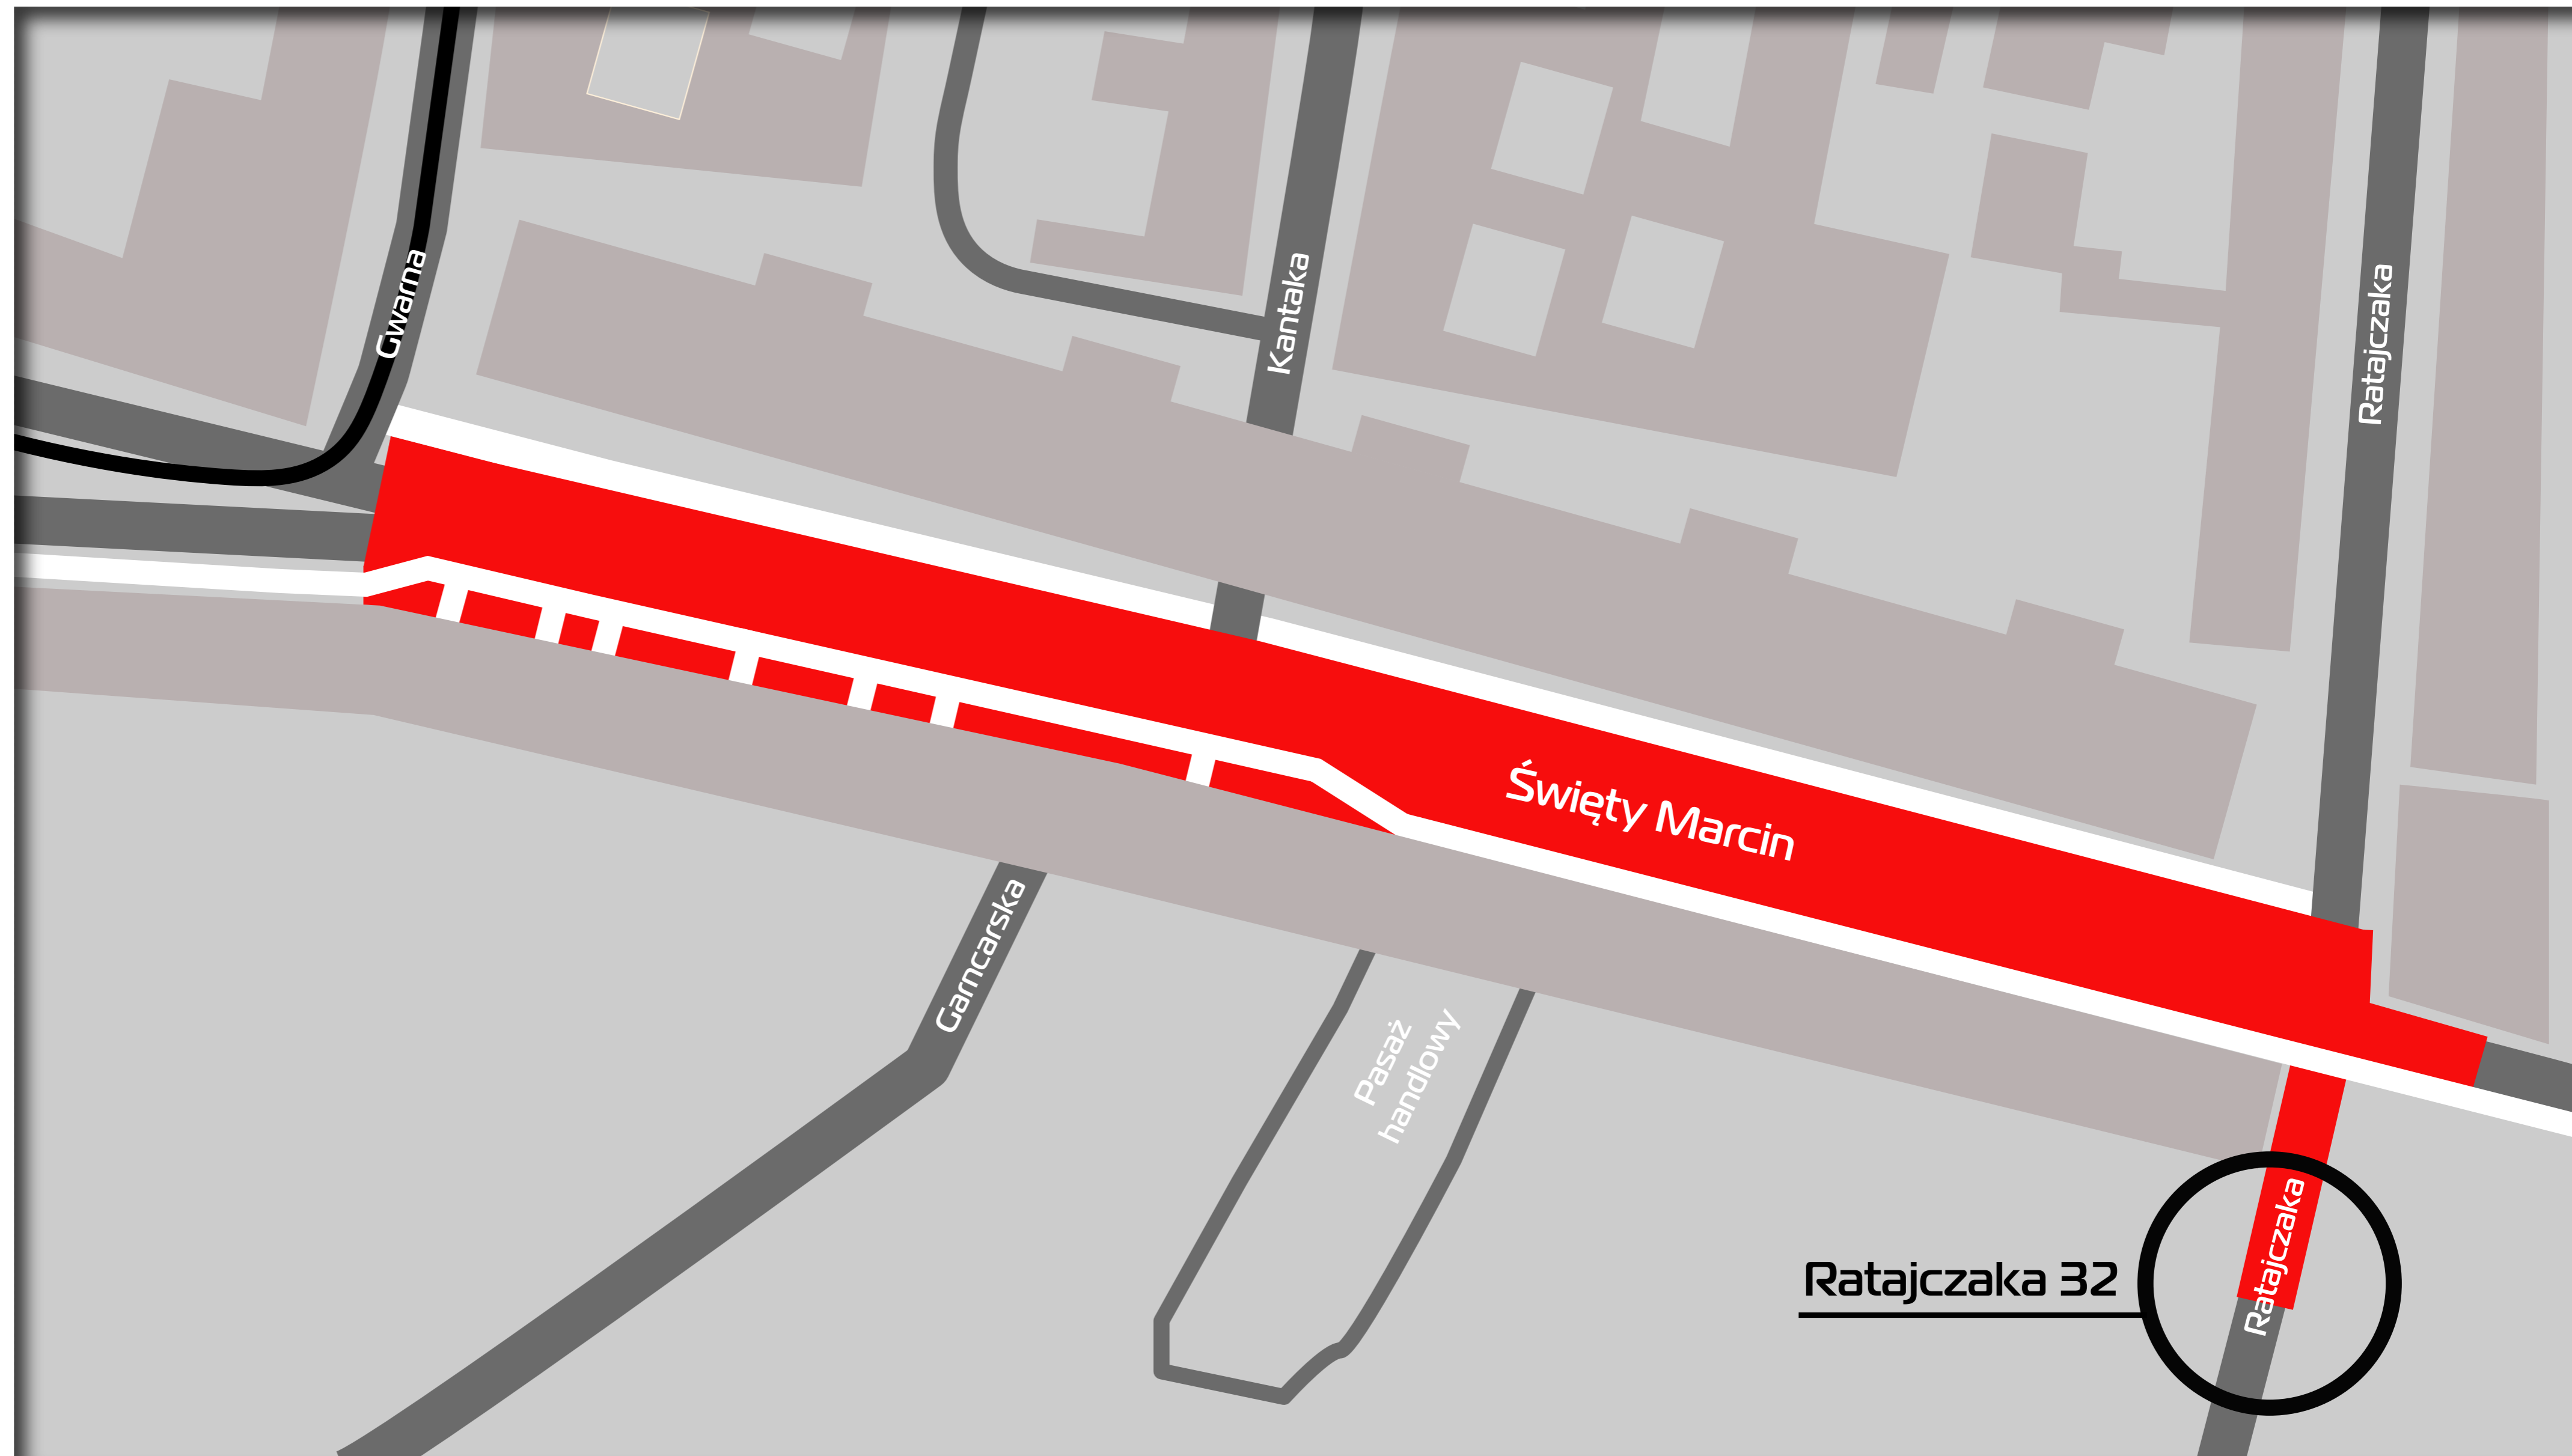 Gwarna
Kantaka
Ratajczaka
Święty Marcin
Garncarska
Pasaż
handlowy
Ratajczaka
Ratajczaka 32